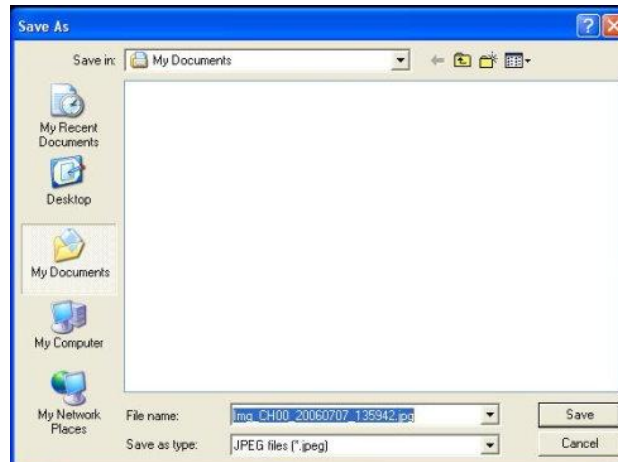 Save As
Save in:
My Documents
My Recent
Documents
Desktop
My Documents
My Computer
My Network
Places
File name:
Img_CH00_20060707_135942.jpg
Save
Save as type:
JPEG files (*.jpeg)
Cancel